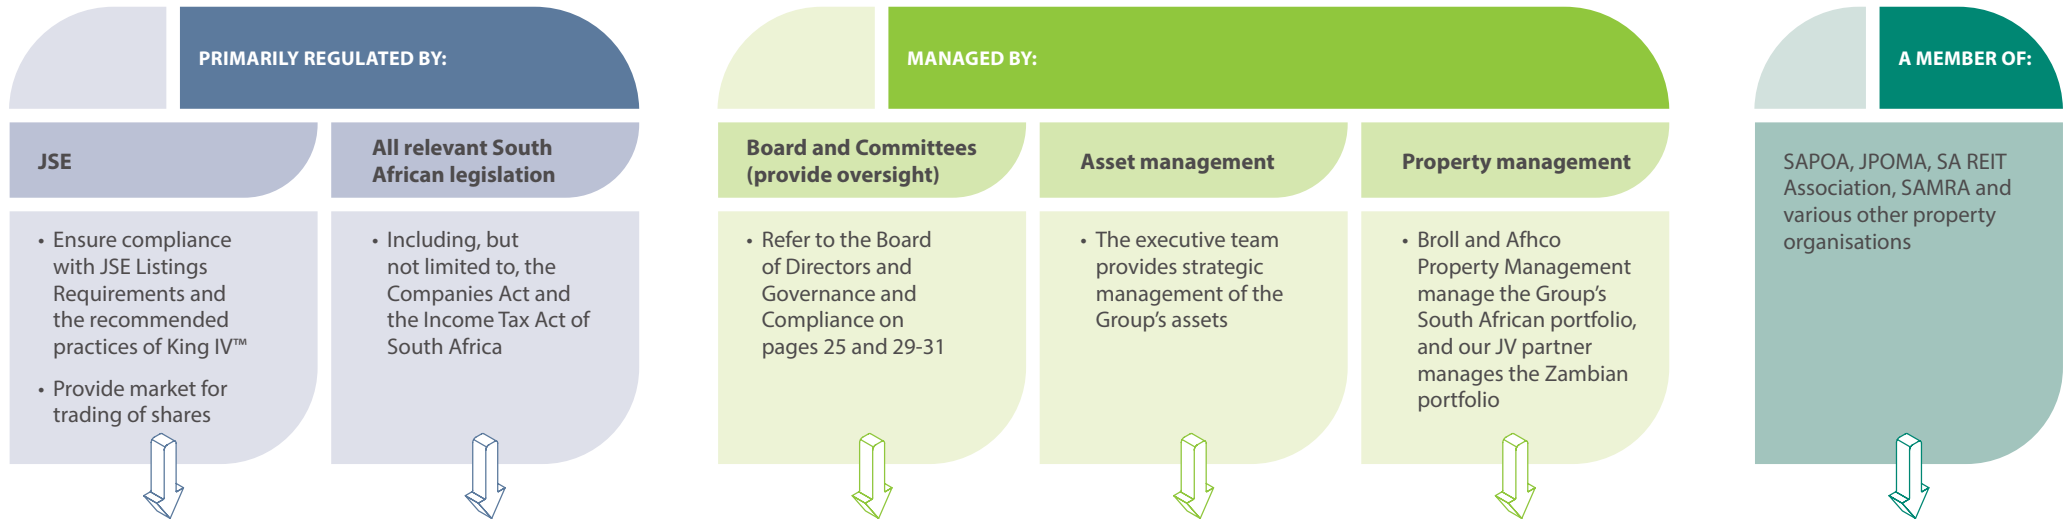 PRIMARILY REGULATED BY:
JSE
• Ensure compliance
with JSE Listings
Requirements and
the recommended
practices of King IV™
• Provide market for
trading of shares
All relevant South
African legislation
• Including, but
not limited to, the
Companies Act and
the Income Tax Act of
South Africa
MANAGED BY:
Board and Committees
(provide oversight)
• Refer to the Board
of Directors and
Governance and
Compliance on
pages 25 and 29-31
Asset management
• The executive team
provides strategic
management of the
Group’s assets
Property management
• Broll and Afhco
Property Management
manage the Group’s
South African portfolio,
and our JV partner
manages the Zambian
portfolio
A MEMBER OF:
SAPOA, JPOMA, SA REIT
Association, SAMRA and
various other property
organisations